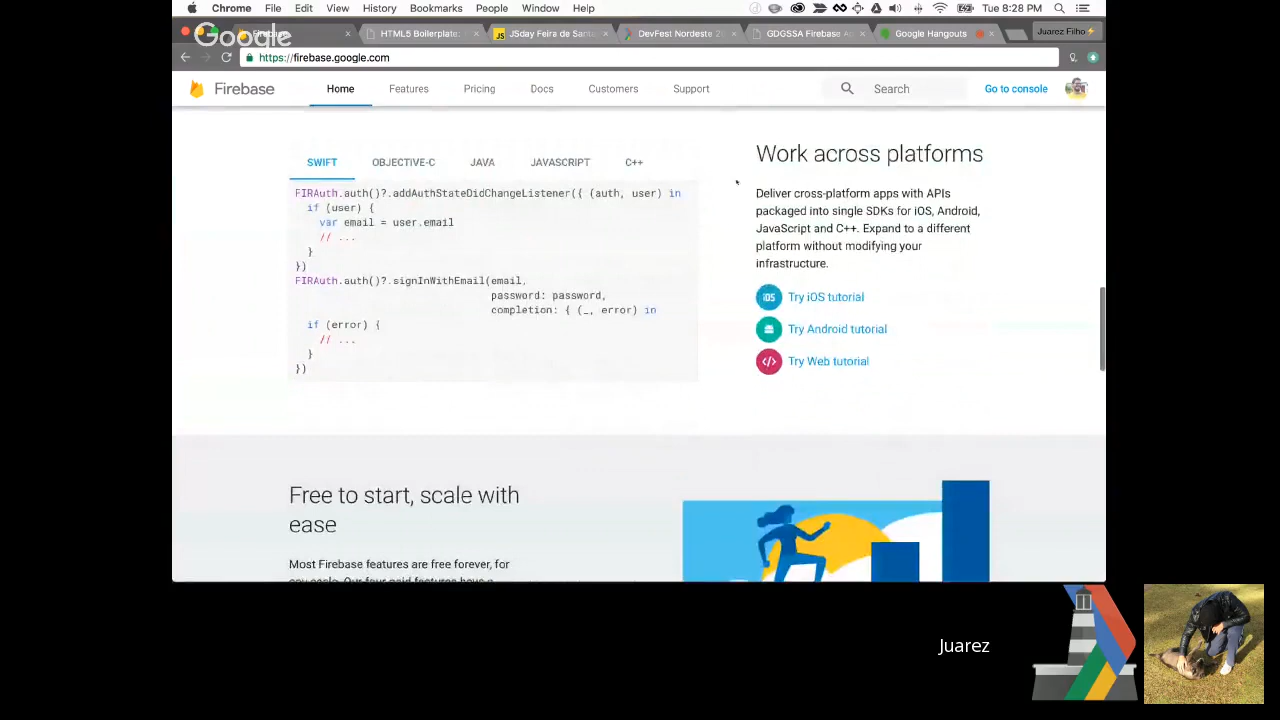 Chrome File Edit View History Bookmarks People Window Help Tue 8:28 PM
Google
HTML5 Boilerplate: JSday Feira de Santa DevFest Nordeste GDGSSA Firebase Google Hangouts Juarez Filho
https://firebase.google.com
Firebase Home Features Pricing Docs Customers Support Search Go to console
SWIFT OBJECTIVE-C JAVA JAVASCRIPT C++
FIRAuth.auth()?.addAuthStateDidChangeListener({ (auth, user) in
if (user) {
var email = user.email
// ...
}
})
FIRAuth.auth()?.signInWithEmail(email,
password: password,
completion: { (_, error) in
if (error) {
// ...
}
})
Work across platforms
Deliver cross-platform apps with APIs
packaged into single SDKs for iOS, Android,
JavaScript and C++. Expand to a different
platform without modifying your
infrastructure.
iOS Try iOS tutorial
Try Android tutorial
</> Try Web tutorial
Free to start, scale with
ease
Most Firebase features are free forever, for
Juarez